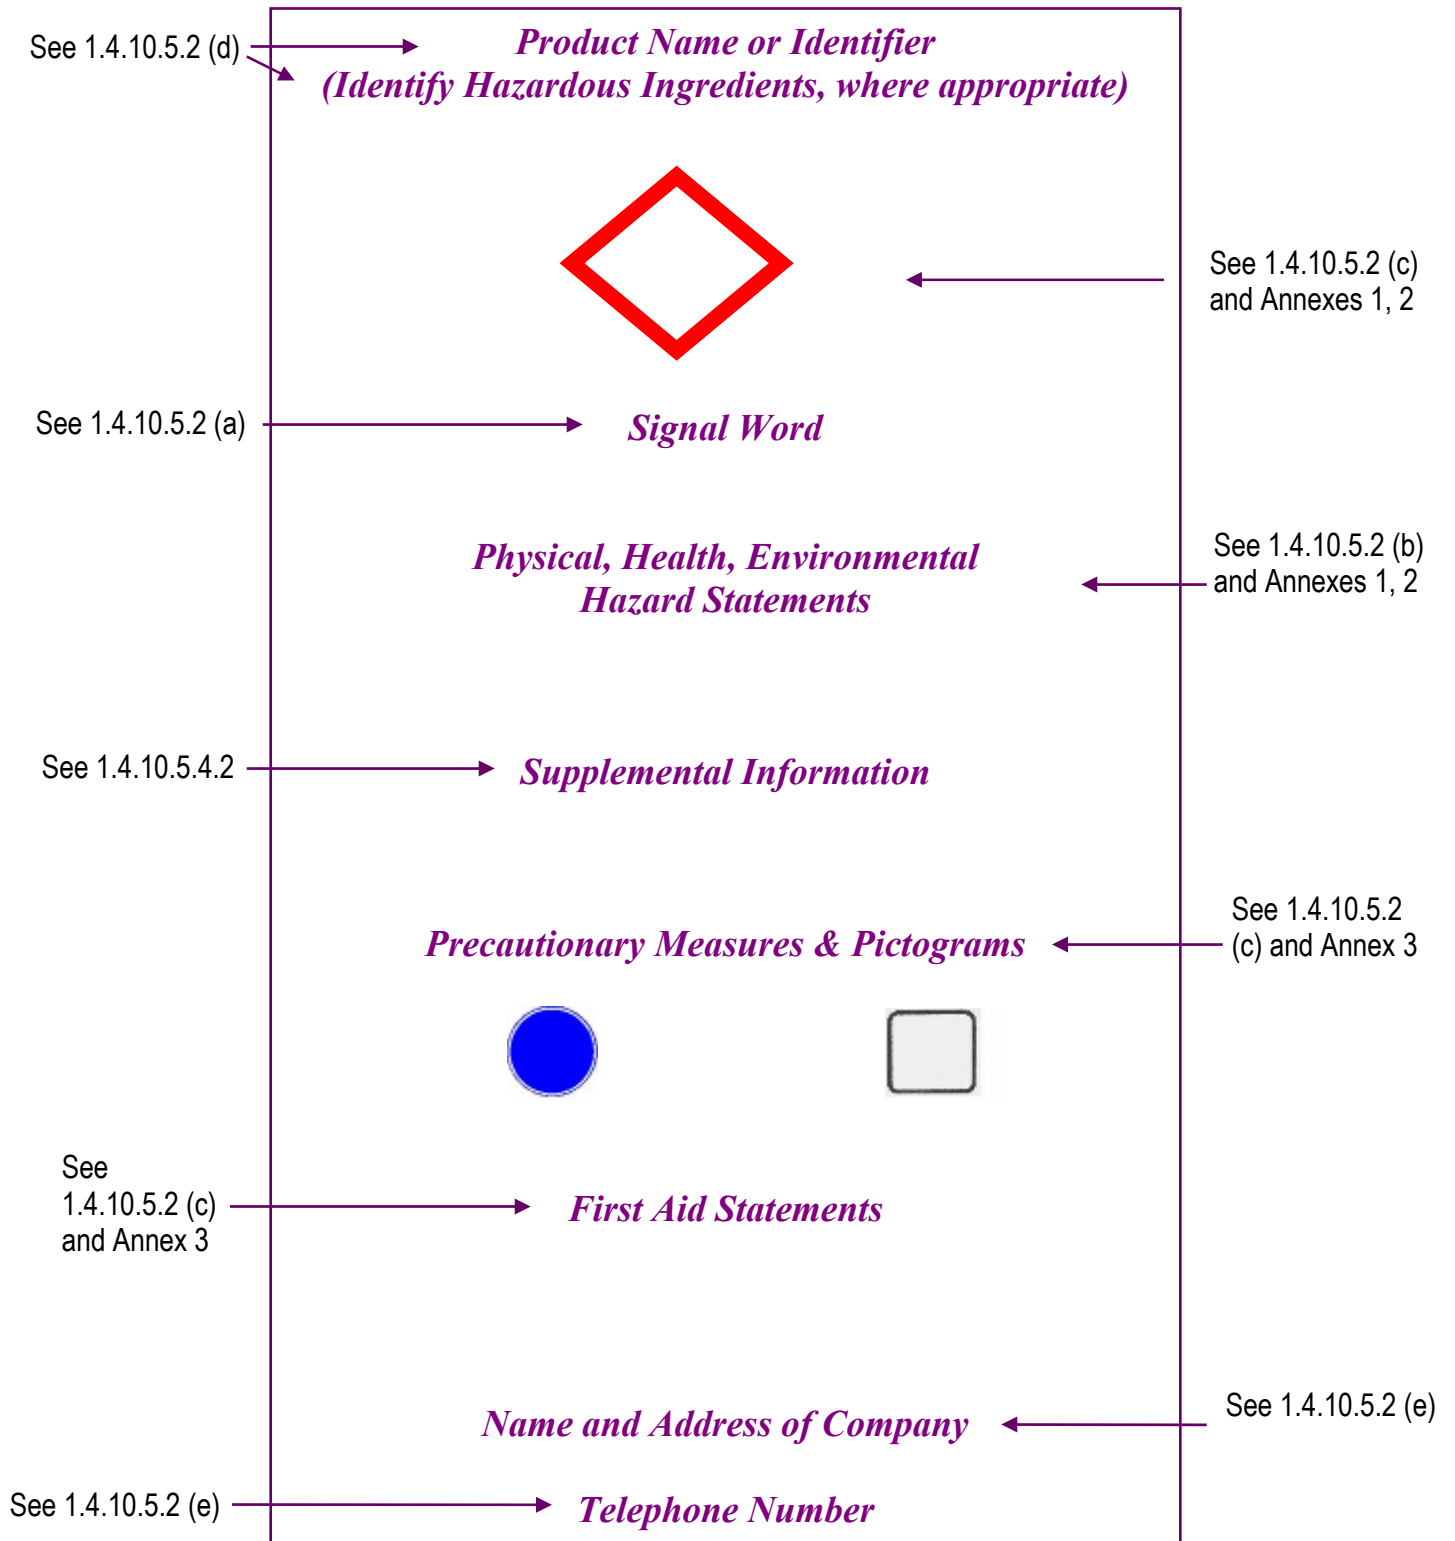 See 1.4.10.5.2 (d)
Product Name or Identifier
(Identify Hazardous Ingredients, where appropriate)
See 1.4.10.5.2 (c)
and Annexes 1, 2
See 1.4.10.5.2 (a)
Signal Word
Physical, Health, Environmental
Hazard Statements
See 1.4.10.5.2 (b)
and Annexes 1, 2
See 1.4.10.5.4.2
Supplemental Information
Precautionary Measures & Pictograms
See 1.4.10.5.2
(c) and Annex 3
See
1.4.10.5.2 (c)
and Annex 3
First Aid Statements
Name and Address of Company
See 1.4.10.5.2 (e)
See 1.4.10.5.2 (e)
Telephone Number